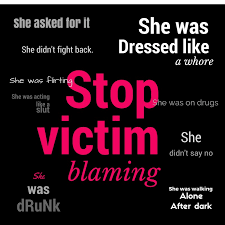 She asked for it
She was
Dressed like
a whore
She didn't fight back.
She was flirting
Stop
She was acting
like a
slut
She was on drugs
victim
She
didn't say no
blaming
She
was
dRuNk
She was walking
Alone
After dark